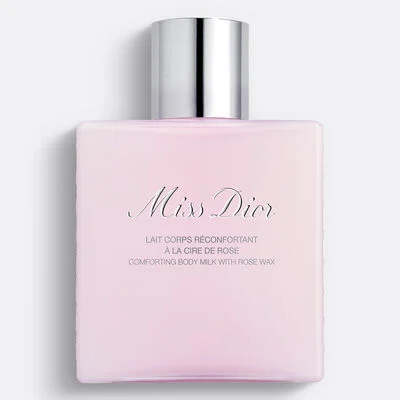 Miss Dior
LAIT CORPS RÉCONFORTANT
À LA CIRE DE ROSE
COMFORTING BODY MILK WITH ROSE WAX